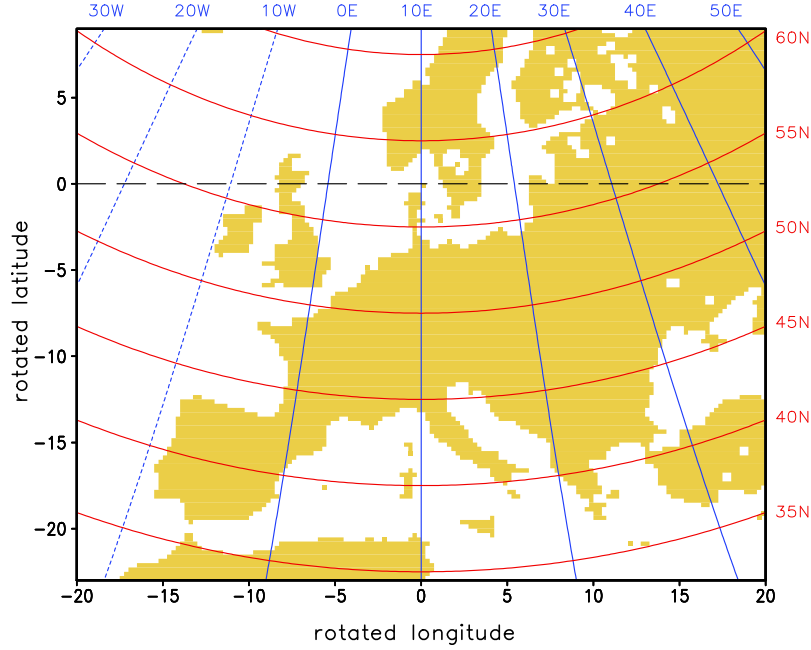 30W 20W 10W 0E 10E 20E 30E 40E 50E
60N
5
55N
0
50N
-5
45N
-10
40N
-15
35N
-20
-20 -15 -10 -5 0 5 10 15 20
rotated latitude
rotated longitude